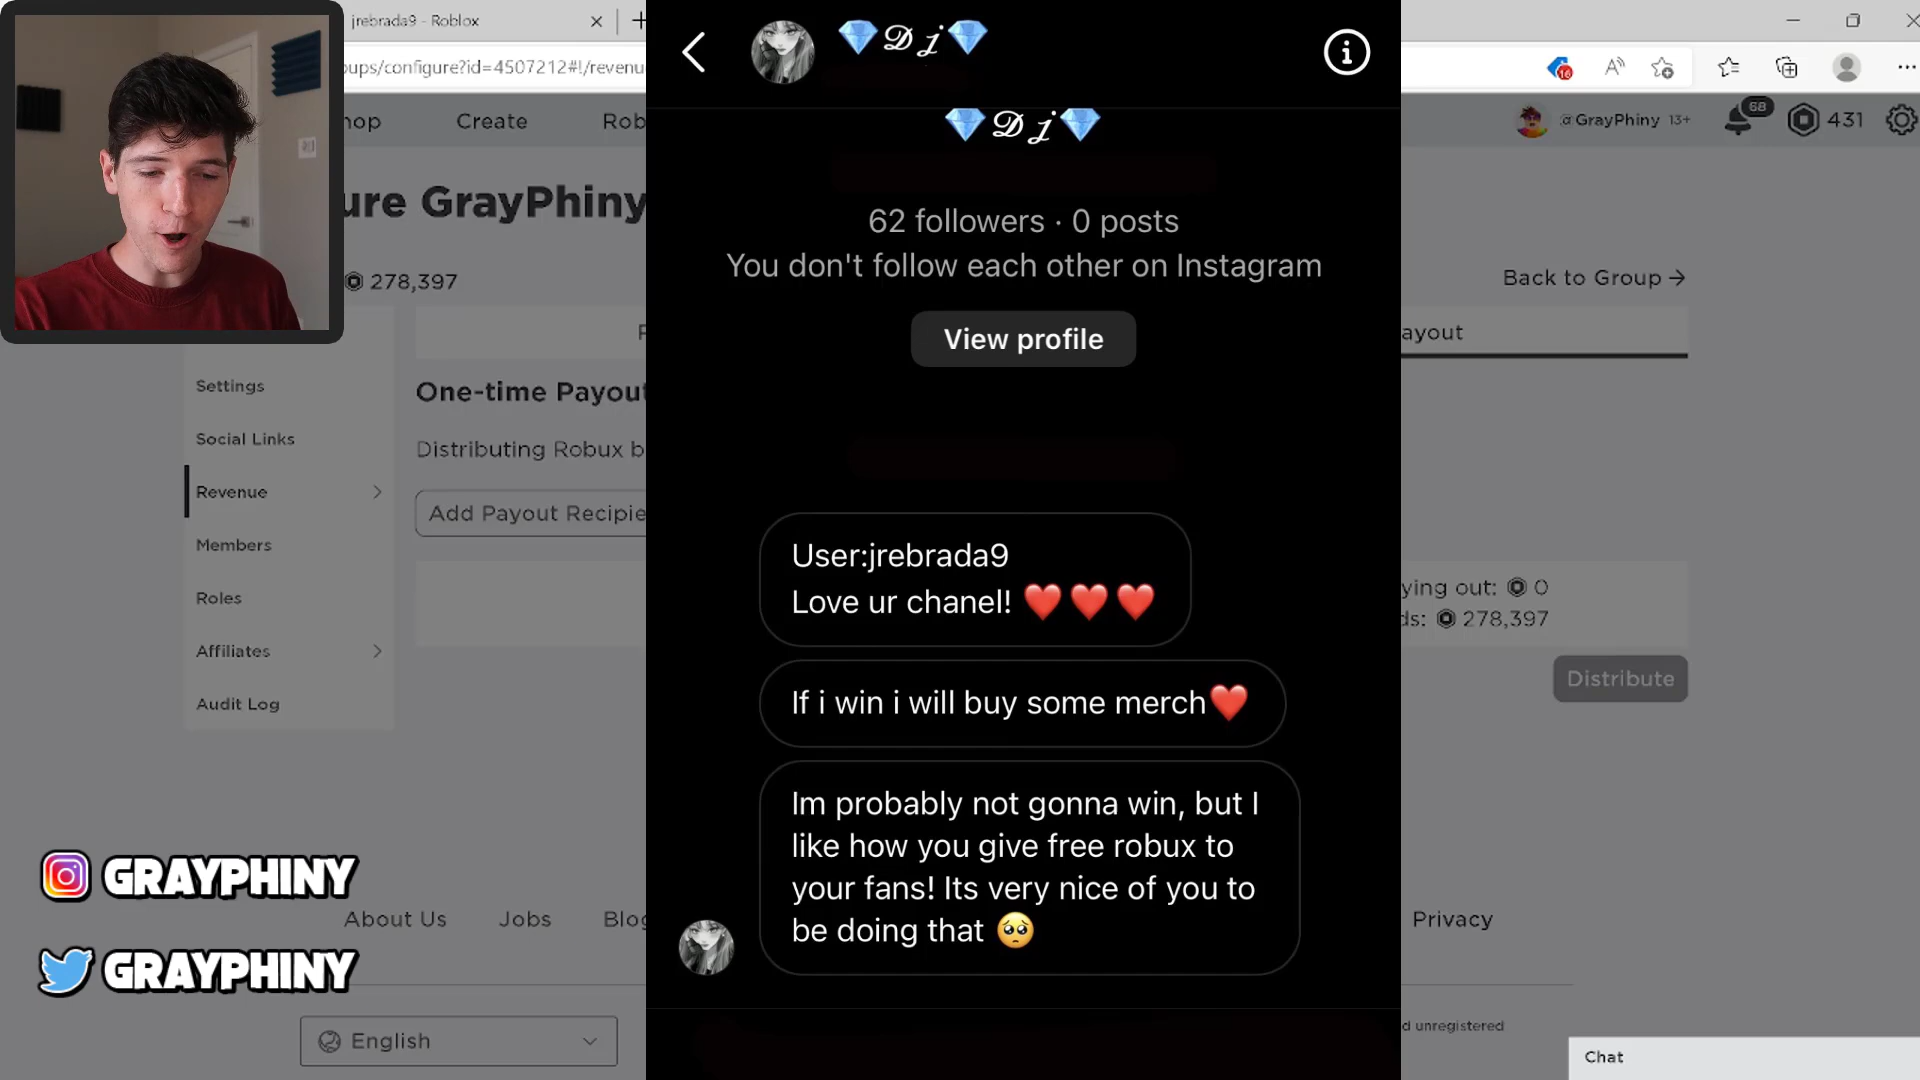 jrebrada9 - Roblox
oups/configure?id=4507212#!/revenu
16
hop
Create
Rob
@GrayPhiny 13+
68
431
ure GrayPhiny
278,397
Back to Group →
ayout
Settings
Social Links
Revenue
Members
Roles
Affiliates
Audit Log
One-time Payout
Distributing Robux b
Add Payout Recipie
ying out: 0
ds: 278,397
Distribute
💎𝒟𝒿💎
💎𝒟𝒿💎
62 followers · 0 posts
You don't follow each other on Instagram
View profile
User:jrebrada9
Love ur chanel! ❤️❤️❤️
If i win i will buy some merch❤️
Im probably not gonna win, but I
like how you give free robux to
your fans! Its very nice of you to
be doing that 🥺
GRAYPHINY
GRAYPHINY
About Us
Jobs
Blog
Privacy
English
d unregistered
Chat